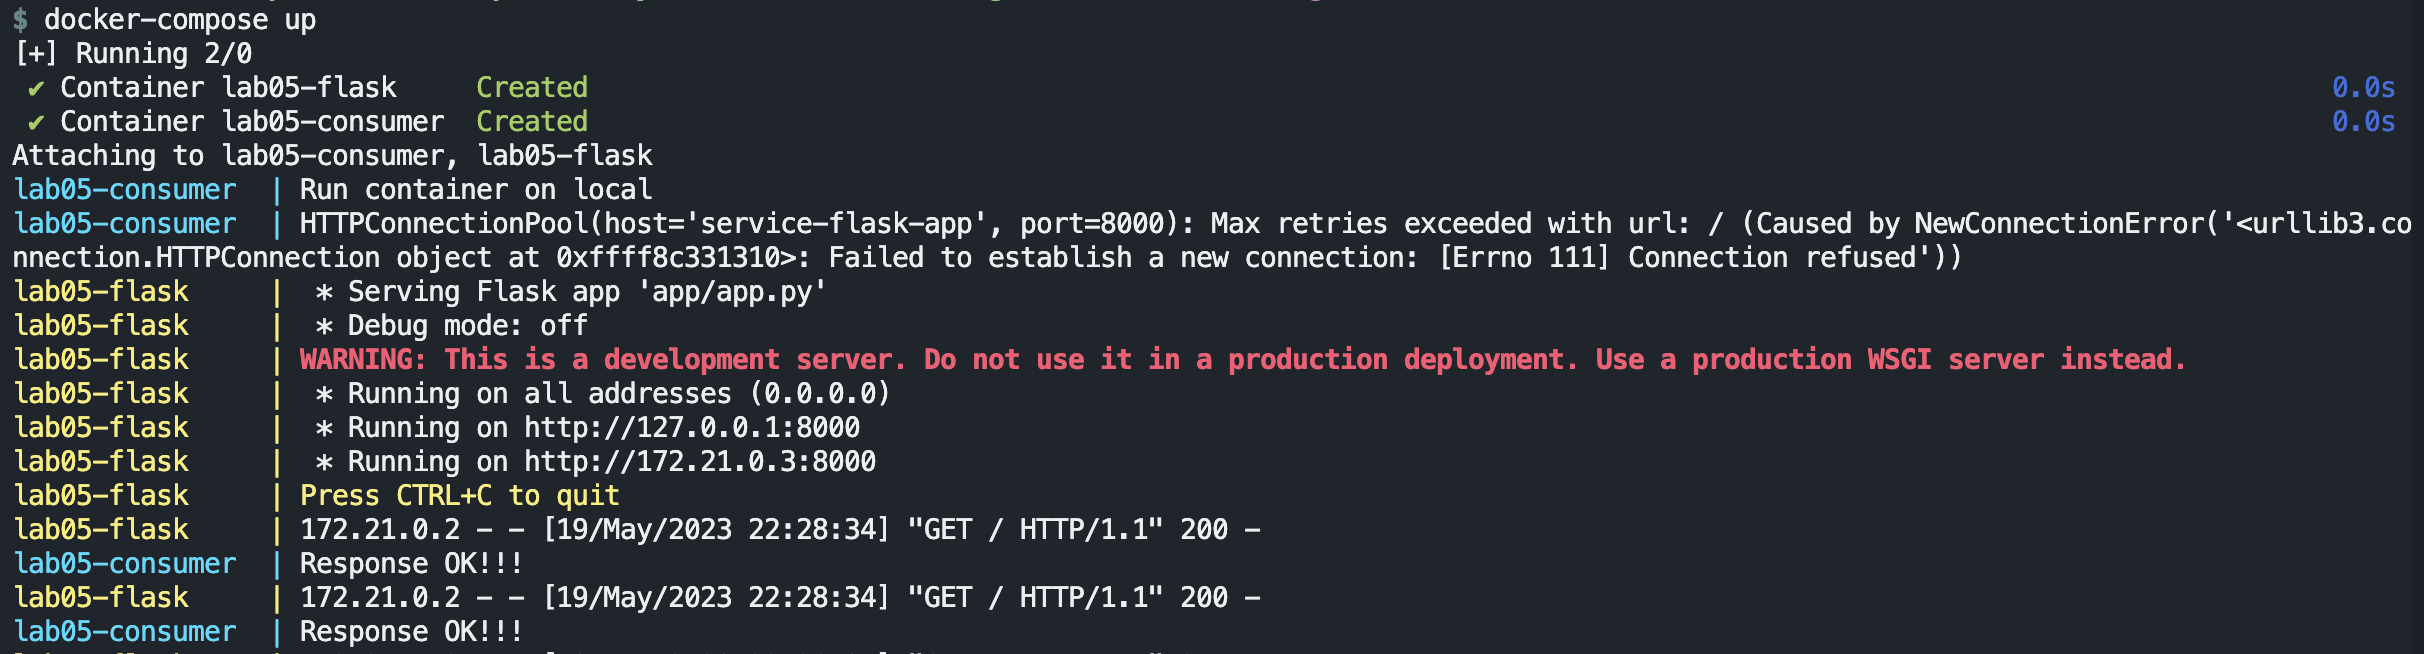 $ docker-compose up
[+] Running 2/0
✔ Container lab05-flask     Created     0.0s
✔ Container lab05-consumer  Created     0.0s
Attaching to lab05-consumer, lab05-flask
lab05-consumer  | Run container on local
lab05-consumer  | HTTPConnectionPool(host='service-flask-app', port=8000): Max retries exceeded with url: / (Caused by NewConnectionError('<urllib3.co
nnection.HTTPConnection object at 0xffff8c331310>: Failed to establish a new connection: [Errno 111] Connection refused'))
lab05-flask     |  * Serving Flask app 'app/app.py'
lab05-flask     |  * Debug mode: off
lab05-flask     | WARNING: This is a development server. Do not use it in a production deployment. Use a production WSGI server instead.
lab05-flask     |  * Running on all addresses (0.0.0.0)
lab05-flask     |  * Running on http://127.0.0.1:8000
lab05-flask     |  * Running on http://172.21.0.3:8000
lab05-flask     | Press CTRL+C to quit
lab05-flask     | 172.21.0.2 - - [19/May/2023 22:28:34] "GET / HTTP/1.1" 200 -
lab05-consumer  | Response OK!!!
lab05-flask     | 172.21.0.2 - - [19/May/2023 22:28:34] "GET / HTTP/1.1" 200 -
lab05-consumer  | Response OK!!!